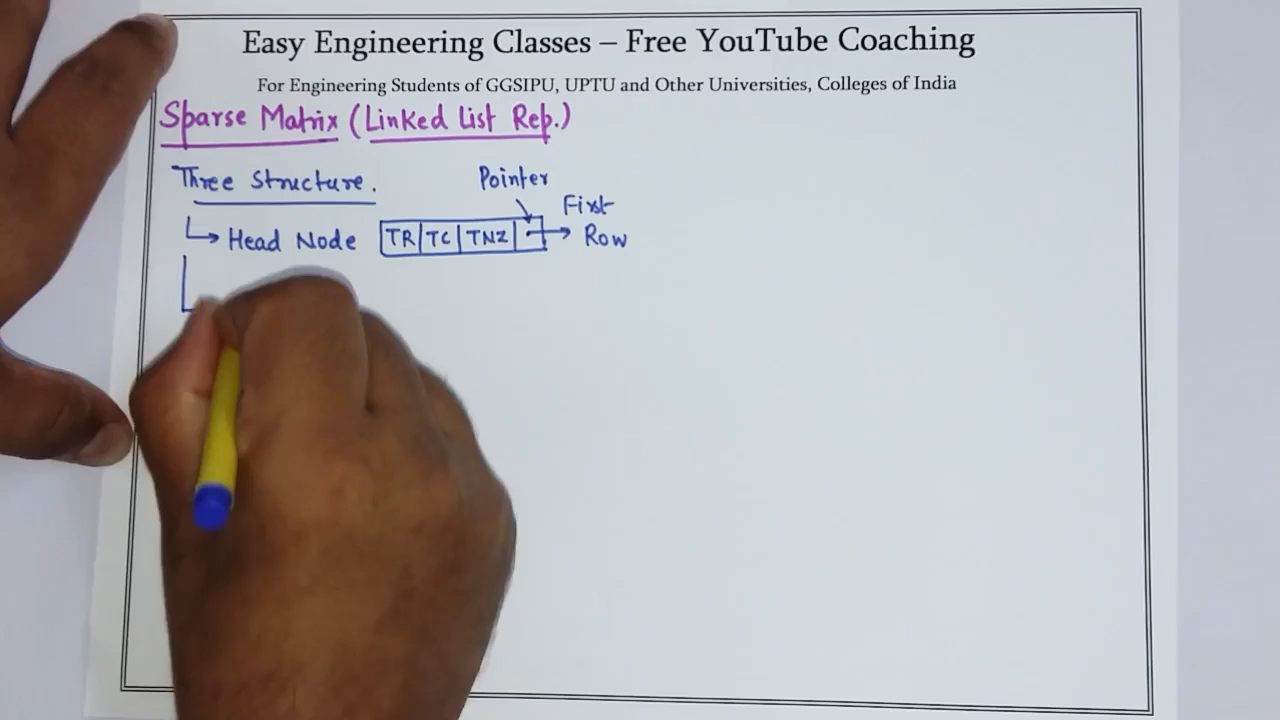 Easy Engineering Classes – Free YouTube Coaching
For Engineering Students of GGSIPU, UPTU and Other Universities, Colleges of India
Sparse Matrix (Linked List Rep.)
Three Structure.
Pointer
First
Head Node TR TC TNZ Row